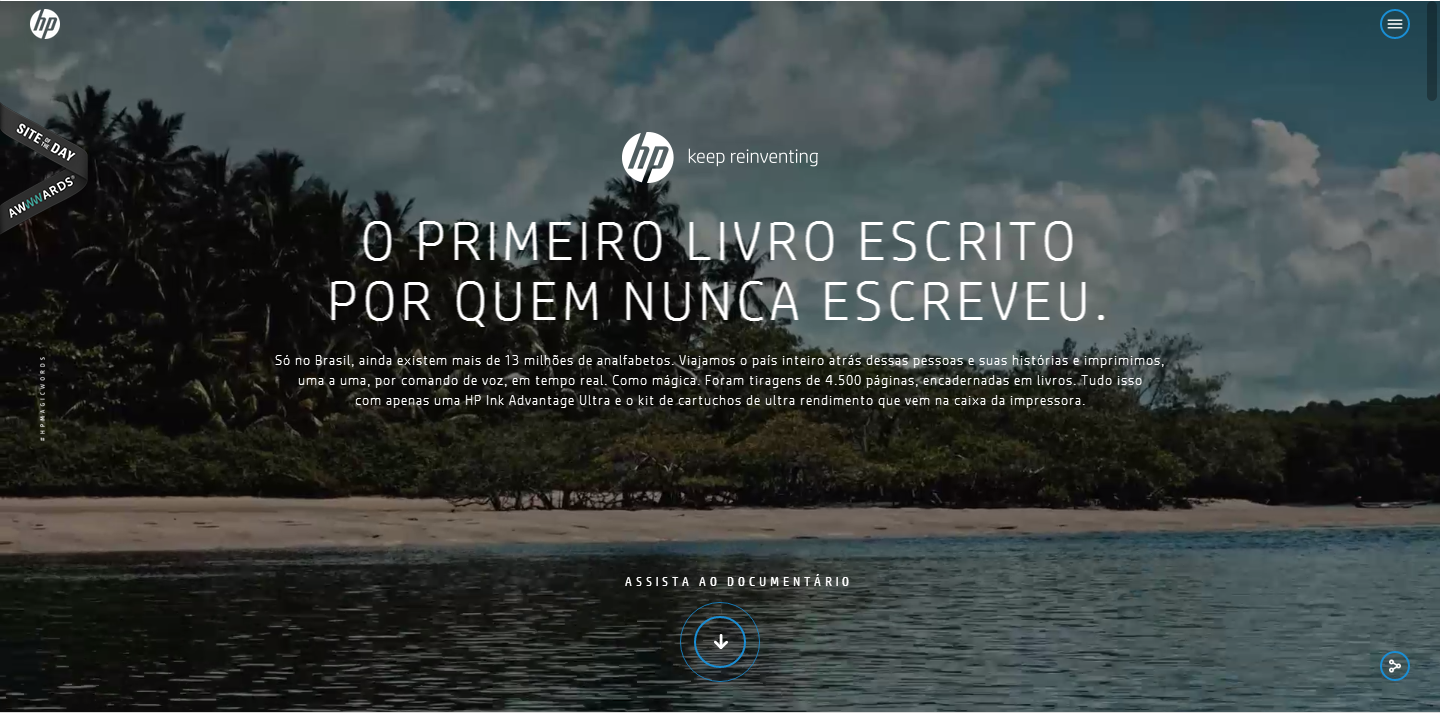 hp
SITE OF THE DAY
AWWWARDS
hp keep reinventing
O PRIMEIRO LIVRO ESCRITO
POR QUEM NUNCA ESCREVEU.
Só no Brasil, ainda existem mais de 13 milhões de analfabetos. Viajamos o país inteiro atrás dessas pessoas e suas histórias e imprimimos,
uma a uma, por comando de voz, em tempo real. Como mágica. Foram tiragens de 4.500 páginas, encadernadas em livros. Tudo isso
com apenas uma HP Ink Advantage Ultra e o kit de cartuchos de ultra rendimento que vem na caixa da impressora.
#HPMAGICWORDS
ASSISTA AO DOCUMENTÁRIO